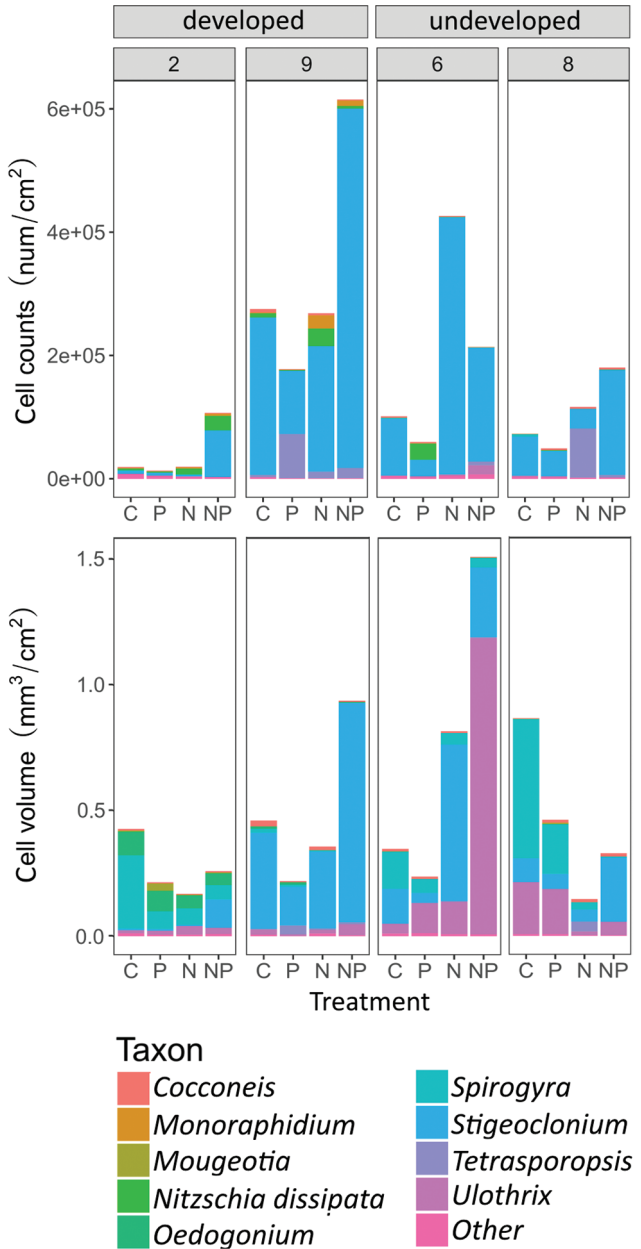 developed undeveloped
2 9 6 8
Cell counts (num/cm²)
6e+05
4e+05
2e+05
0e+00
C P N NP C P N NP C P N NP C P N NP
Cell volume (mm³/cm²)
1.5
1.0
0.5
0.0
C P N NP C P N NP C P N NP C P N NP
Treatment
Taxon
Cocconeis
Monoraphidium
Mougeotia
Nitzschia dissipata
Oedogonium
Spirogyra
Stigeoclonium
Tetrasporopsis
Ulothrix
Other